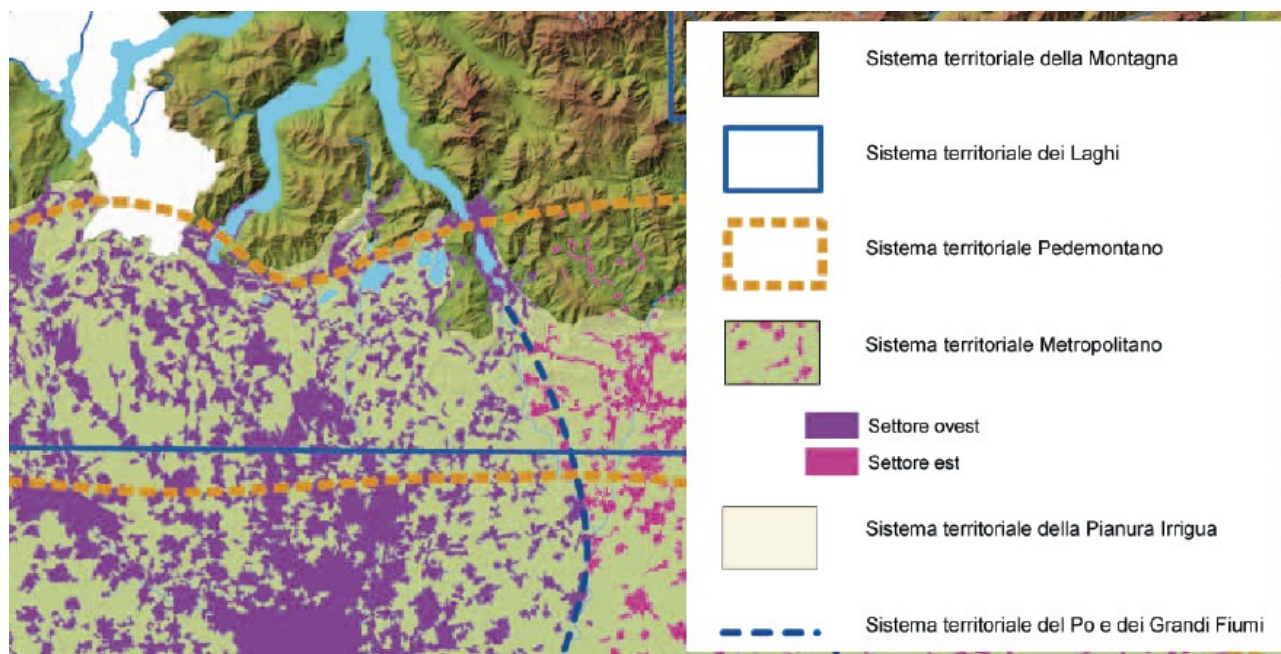 Sistema territoriale della Montagna
Sistema territoriale dei Laghi
Sistema territoriale Pedemontano
Sistema territoriale Metropolitano
Settore ovest
Settore est
Sistema territoriale della Pianura Irrigua
Sistema territoriale del Po e dei Grandi Fiumi